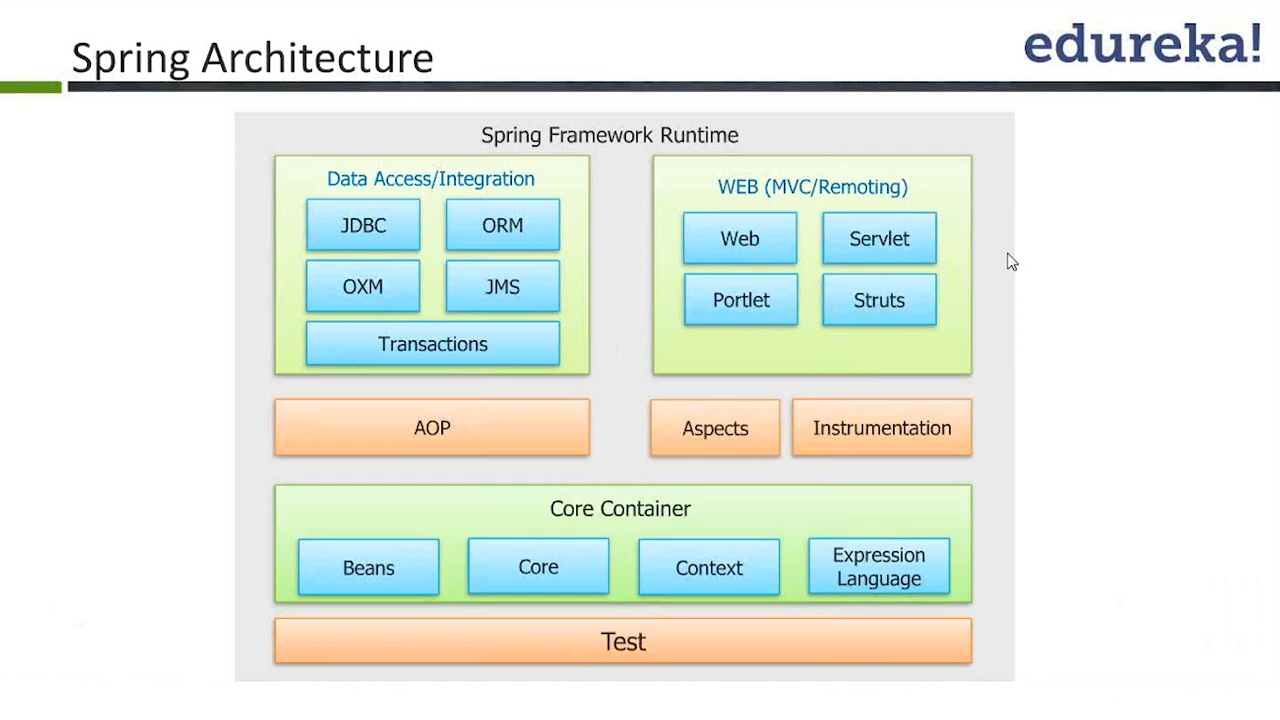 Spring Architecture
edureka!
Spring Framework Runtime
Data Access/Integration
JDBC
ORM
OXM
JMS
Transactions
WEB (MVC/Remoting)
Web
Servlet
Portlet
Struts
AOP
Aspects
Instrumentation
Core Container
Beans
Core
Context
Expression
Language
Test